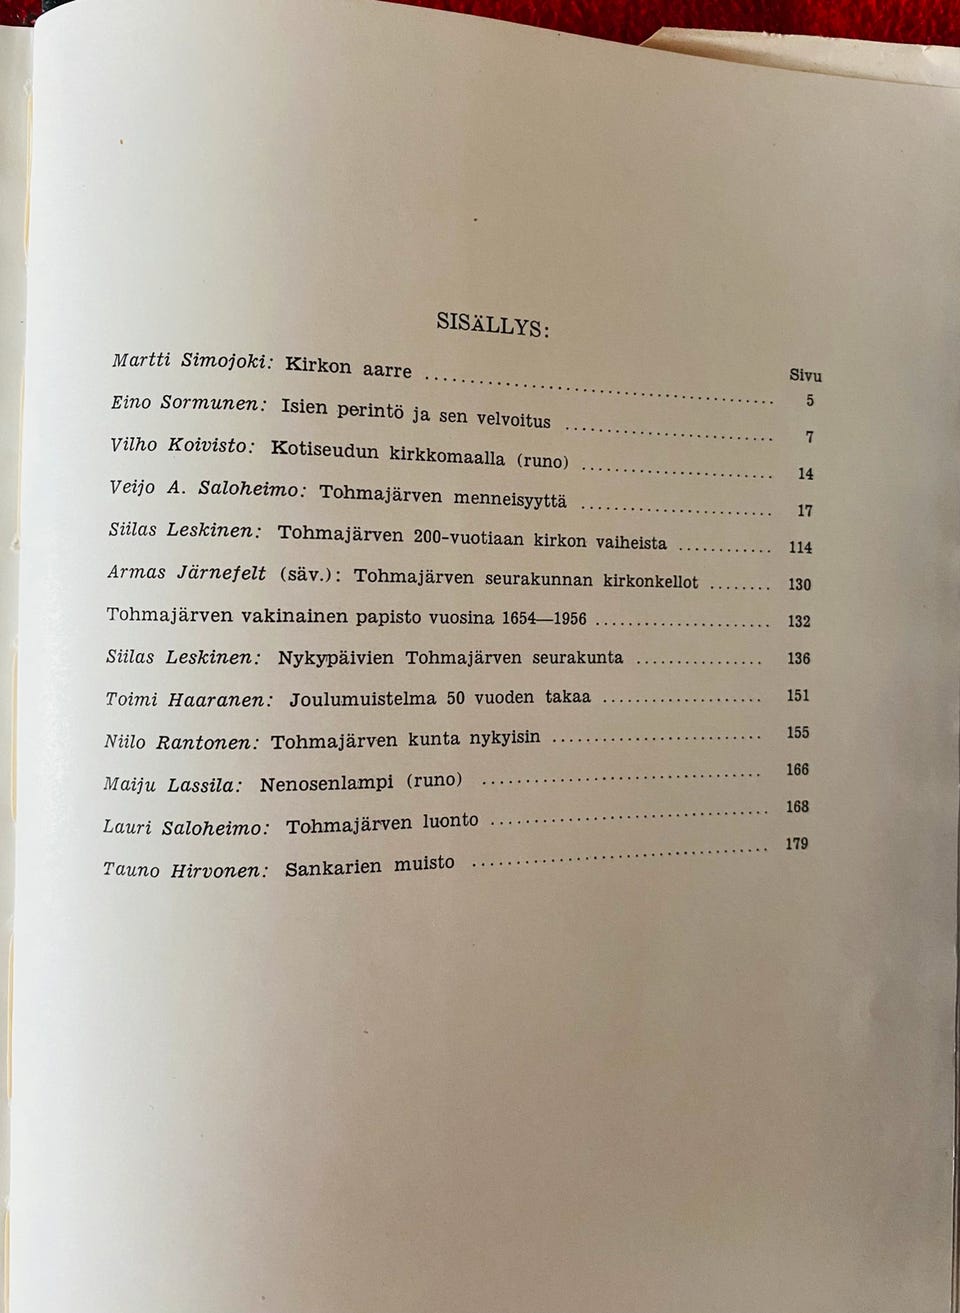 SISÄLLYS:
Sivu
Martti Simojoki: Kirkon aarre ........................................ 5
Eino Sormunen: Isien perintö ja sen velvoitus ........................ 7
Vilho Koivisto: Kotiseudun kirkkomaalla (runo) ...................... 14
Veijo A. Saloheimo: Tohmajärven menneisyyttä ...................... 17
Siilas Leskinen: Tohmajärven 200-vuotiaan kirkon vaiheista ............ 114
Armas Järnefelt (säv.): Tohmajärven seurakunnan kirkonkellot ........ 130
Tohmajärven vakinainen papisto vuosina 1654—1956 .................... 132
Siilas Leskinen: Nykypäivien Tohmajärven seurakunta ............... 136
Toimi Haaranen: Joulumuistelma 50 vuoden takaa .................. 151
Niilo Rantonen: Tohmajärven kunta nykyisin ........................ 155
Maiju Lassila: Nenosenlampi (runo) ................................ 166
Lauri Saloheimo: Tohmajärven luonto ................................ 168
Tauno Hirvonen: Sankarien muisto .................................. 179